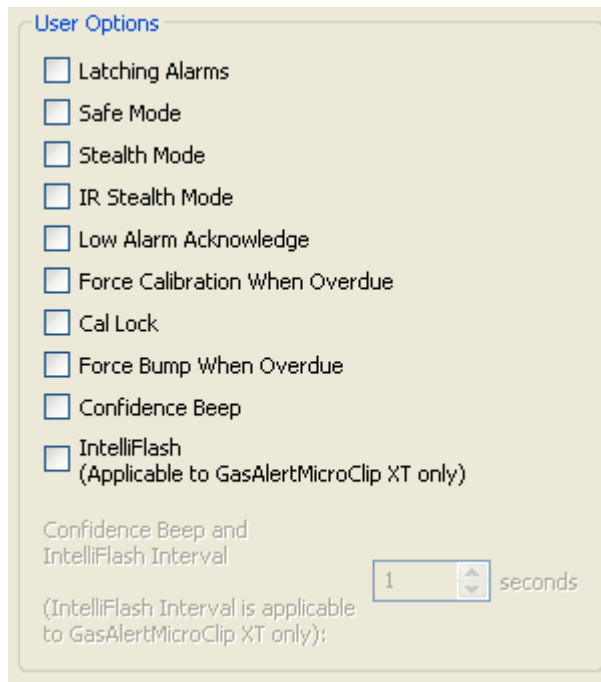 User Options
Latching Alarms
Safe Mode
Stealth Mode
IR Stealth Mode
Low Alarm Acknowledge
Force Calibration When Overdue
Cal Lock
Force Bump When Overdue
Confidence Beep
IntelliFlash
(Applicable to GasAlertMicroClip XT only)
Confidence Beep and
IntelliFlash Interval
1 seconds
(IntelliFlash Interval is applicable
to GasAlertMicroClip XT only):